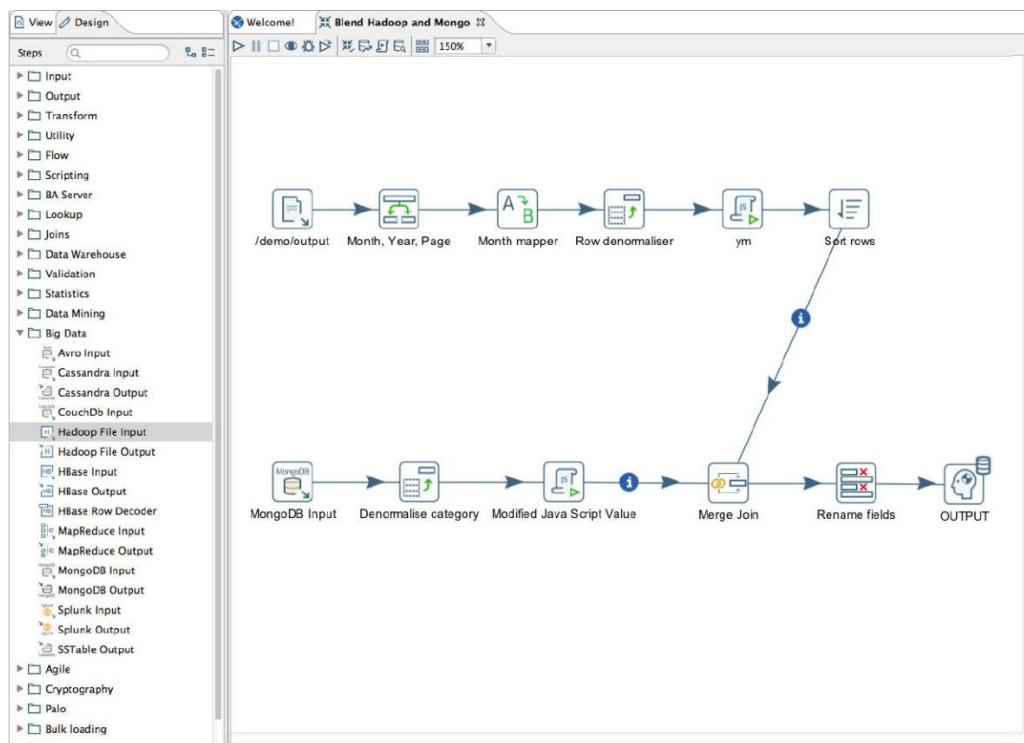 View
Design
Welcome!
Blend Hadoop and Mongo
Steps
150%
Input
Output
Transform
Utility
Flow
Scripting
BA Server
Lookup
Joins
Data Warehouse
Validation
Statistics
Data Mining
Big Data
Avro Input
Cassandra Input
Cassandra Output
CouchDb Input
Hadoop File Input
Hadoop File Output
HBase Input
HBase Output
HBase Row Decoder
MapReduce Input
MapReduce Output
MongoDB Input
MongoDB Output
Splunk Input
Splunk Output
SSTable Output
Agile
Cryptography
Palo
Bulk loading
A B
JS
/demo/output
Month, Year, Page
Month mapper
Row denormaliser
ym
Sort rows
i
MongoDB
JS
i
MongoDB Input
Denormalise category
Modified Java Script Value
Merge Join
Rename fields
OUTPUT